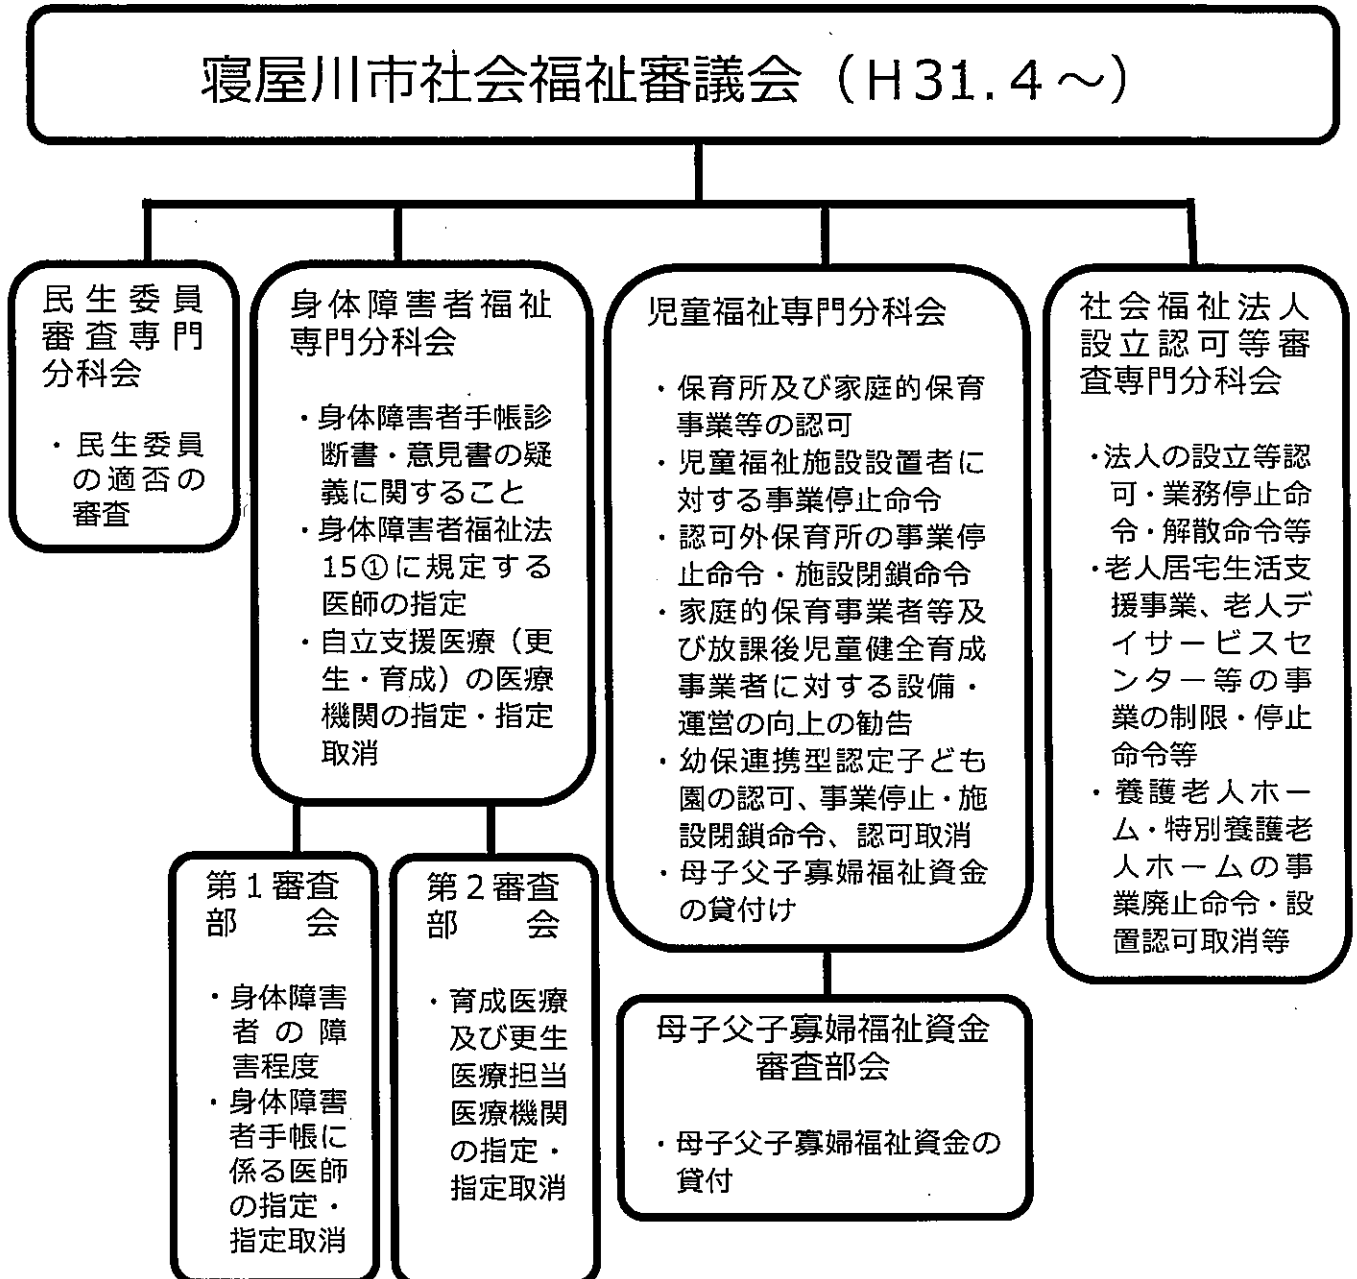 寝屋川市社会福祉審議会（H31.4～）
民生委員
審査専門
分科会
・民生委員
の適否の
審査
身体障害者福祉
専門分科会
・身体障害者手帳診
断書・意見書の疑
義に関すること
・身体障害者福祉法
15①に規定する
医師の指定
・自立支援医療（更
生・育成）の医療
機関の指定・指定
取消
児童福祉専門分科会
・保育所及び家庭的保育
事業等の認可
・児童福祉施設設置者に
対する事業停止命令
・認可外保育所の事業停
止命令・施設閉鎖命令
・家庭的保育事業者等及
び放課後児童健全育成
事業者に対する設備・
運営の向上の勧告
・幼保連携型認定子ども
園の認可、事業停止・施
設閉鎖命令、認可取消
・母子父子寡婦福祉資金
の貸付け
社会福祉法人
設立認可等審
査専門分科会
・法人の設立等認
可・業務停止命
令・解散命令等
・老人居宅生活支
援事業、老人デ
イサービスセ
ンター等の事
業の制限・停止
命令等
・養護老人ホー
ム・特別養護老
人ホームの事
業廃止命令・設
置認可取消等
第1審査
部会
・身体障害
者の障
害程度
・身体障害
者手帳に
係る医師
の指定・
指定取消
第2審査
部会
・育成医療
及び更生
医療担当
医療機関
の指定・
指定取消
母子父子寡婦福祉資金
審査部会
・母子父子寡婦福祉資金の
貸付